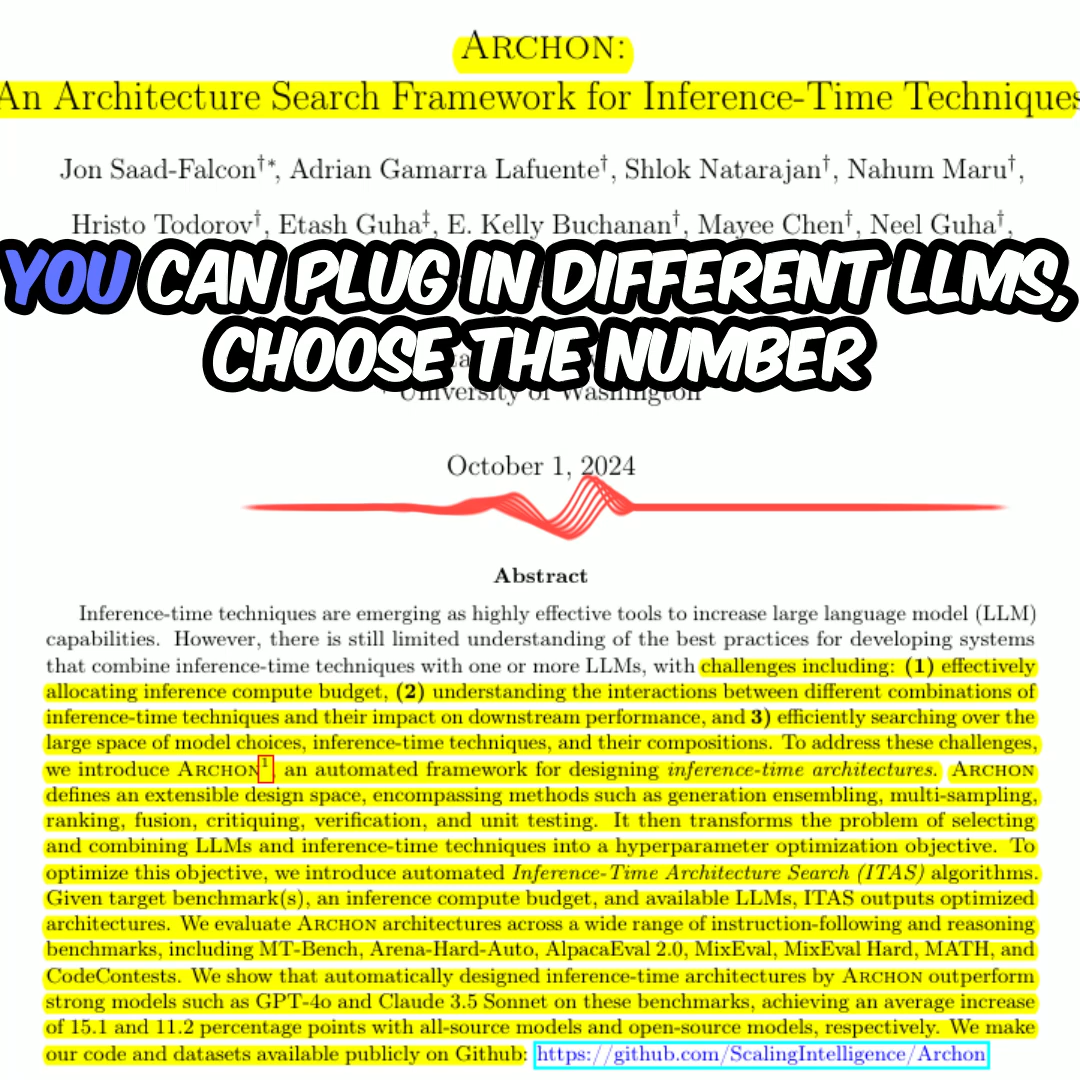 ARCHON:
An Architecture Search Framework for Inference-Time Techniques
Jon Saad-Falcon†*, Adrian Gamarra Lafuente†, Shlok Natarajan†, Nahum Maru†,
Hristo Todorov†, Etash Guha‡, E. Kelly Buchanan†, Mayee Chen†, Neel Guha†,
YOU CAN PLUG IN DIFFERENT LLMS,
CHOOSE THE NUMBER
University of Washington
October 1, 2024
Abstract
Inference-time techniques are emerging as highly effective tools to increase large language model (LLM)
capabilities. However, there is still limited understanding of the best practices for developing systems
that combine inference-time techniques with one or more LLMs, with challenges including: (1) effectively
allocating inference compute budget, (2) understanding the interactions between different combinations of
inference-time techniques and their impact on downstream performance, and 3) efficiently searching over the
large space of model choices, inference-time techniques, and their compositions. To address these challenges,
we introduce ARCHON1, an automated framework for designing inference-time architectures. ARCHON
defines an extensible design space, encompassing methods such as generation ensembling, multi-sampling,
ranking, fusion, critiquing, verification, and unit testing. It then transforms the problem of selecting
and combining LLMs and inference-time techniques into a hyperparameter optimization objective. To
optimize this objective, we introduce automated Inference-Time Architecture Search (ITAS) algorithms.
Given target benchmark(s), an inference compute budget, and available LLMs, ITAS outputs optimized
architectures. We evaluate ARCHON architectures across a wide range of instruction-following and reasoning
benchmarks, including MT-Bench, Arena-Hard-Auto, AlpacaEval 2.0, MixEval, MixEval Hard, MATH, and
CodeContests. We show that automatically designed inference-time architectures by ARCHON outperform
strong models such as GPT-4o and Claude 3.5 Sonnet on these benchmarks, achieving an average increase
of 15.1 and 11.2 percentage points with all-source models and open-source models, respectively. We make
our code and datasets available publicly on Github: https://github.com/ScalingIntelligence/Archon